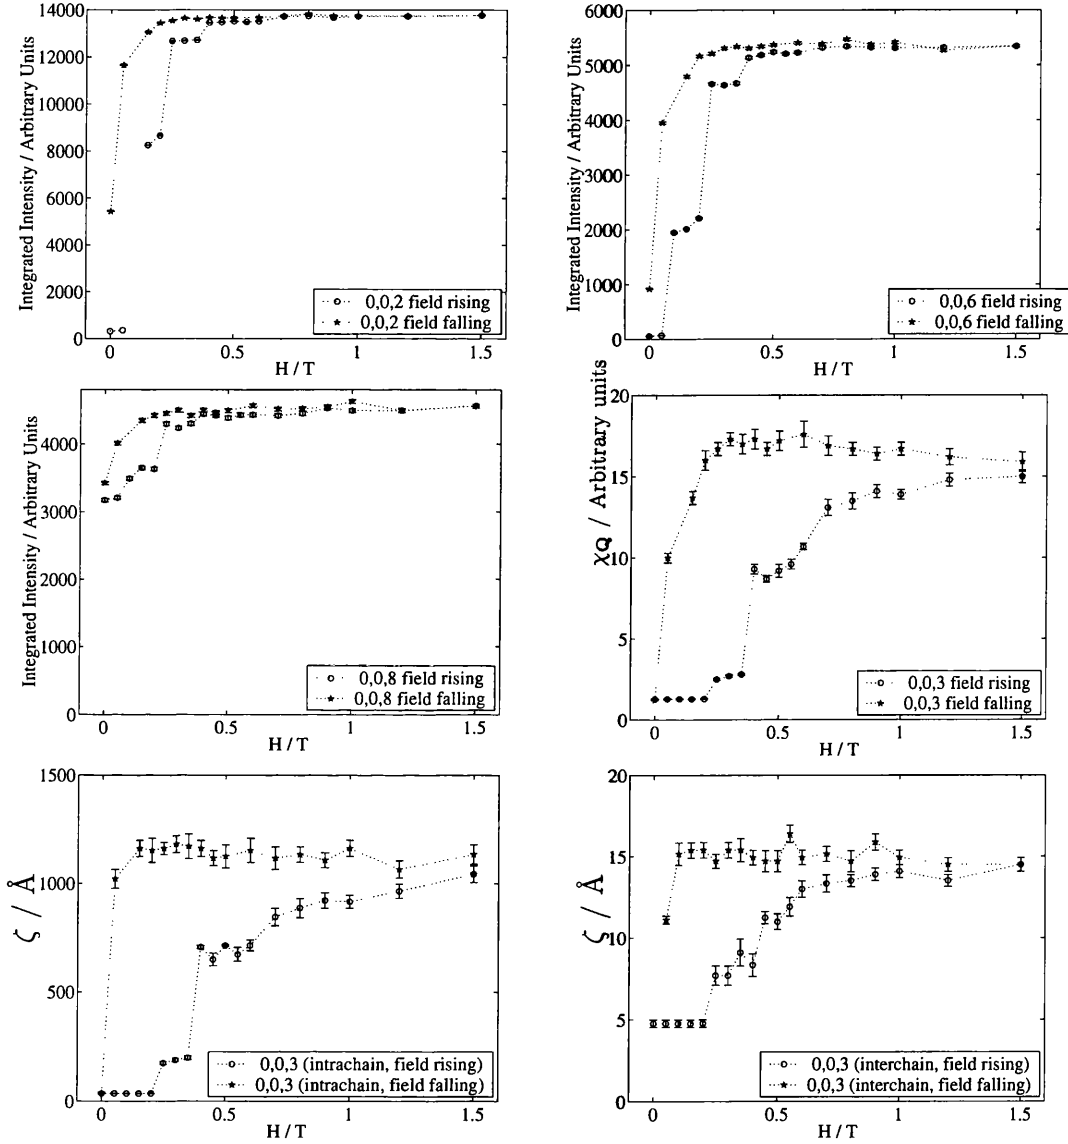 14000
12000
10000
8000
6000
4000
2000
0
Integrated Intensity / Arbitrary Units
0 0.5 1 1.5
H / T
0,0,2 field rising
0,0,2 field falling
6000
5000
4000
3000
2000
1000
0
Integrated Intensity / Arbitrary Units
0 0.5 1 1.5
H / T
0,0,6 field rising
0,0,6 field falling
4000
3000
2000
1000
0
Integrated Intensity / Arbitrary Units
0 0.5 1 1.5
H / T
0,0,8 field rising
0,0,8 field falling
20
15
10
5
0
χQ / Arbitrary units
0 0.5 1 1.5
H / T
0,0,3 field rising
0,0,3 field falling
1500
1000
500
0
ζ / Å
0 0.5 1 1.5
H / T
0,0,3 (intrachain, field rising)
0,0,3 (intrachain, field falling)
20
15
10
5
0
ζ / Å
0 0.5 1 1.5
H / T
0,0,3 (interchain, field rising)
0,0,3 (interchain, field falling)